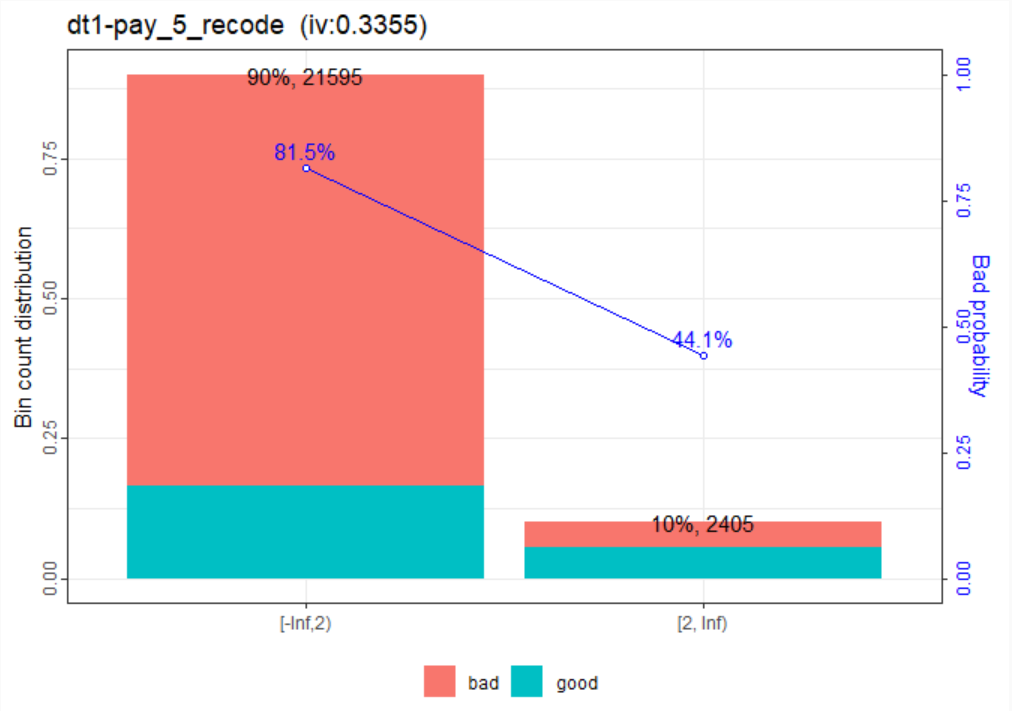 dt1-pay_5_recode (iv:0.3355)
Bin count distribution
0.75
0.50
0.25
0.00
90%, 21595
81.5%
44.1%
10%, 2405
1.00
0.75
0.50
0.25
0.00
Bad probability
[-Inf,2)
[2, Inf)
bad
good